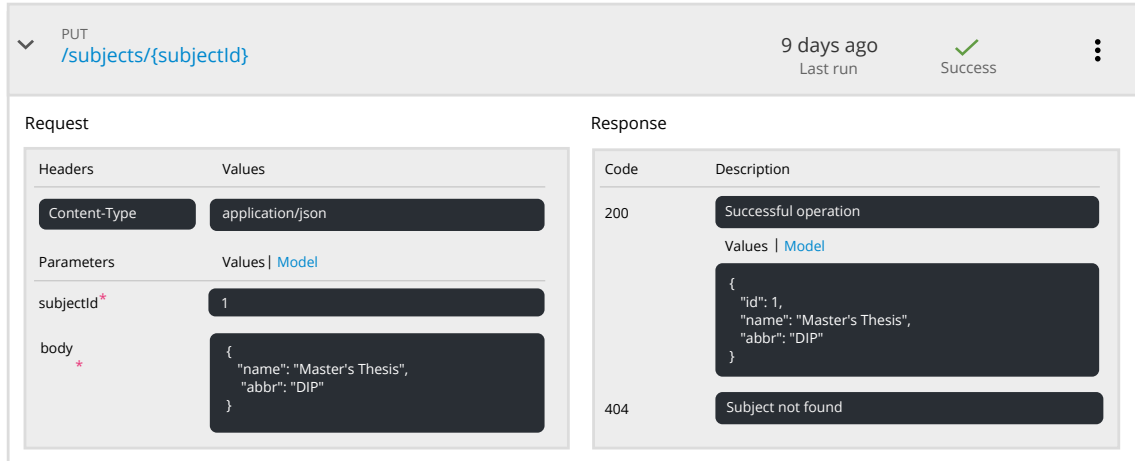 PUT
/subjects/{subjectId}
9 days ago
Last run
Success
Request
Headers Values
Content-Type application/json
Parameters Values| Model
subjectId* 1
body
*
{
"name": "Master's Thesis",
"abbr": "DIP"
}
Response
Code Description
200 Successful operation
Values | Model
{
"id": 1,
"name": "Master's Thesis",
"abbr": "DIP"
}
404 Subject not found